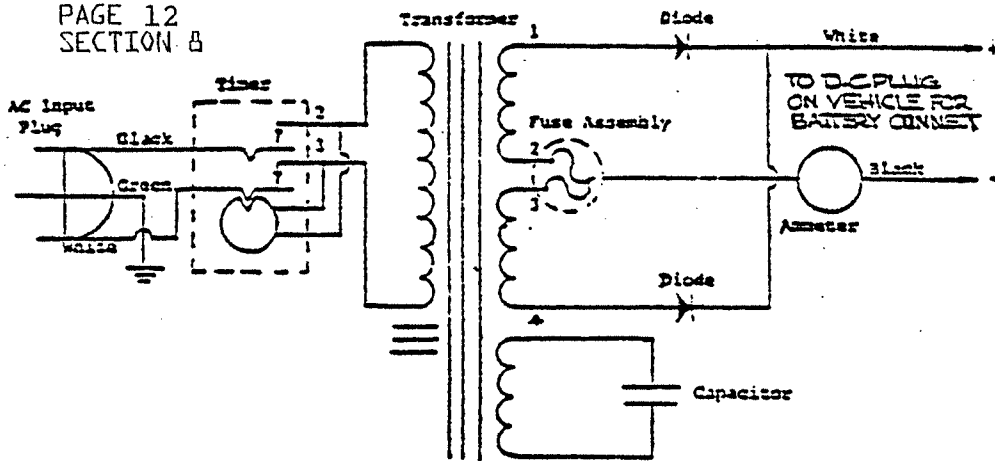 PAGE 12
SECTION 8
Transformer
1
Diode
White
+
Timer
TO D-C PLUG
ON VEHICLE FOR
BATTERY CONNECT
AC Input
Plug
2
Black
T
3
Fuse Assembly
2
Green
T
3
Black
-
White
Ammeter
Diode
4
Capacitor